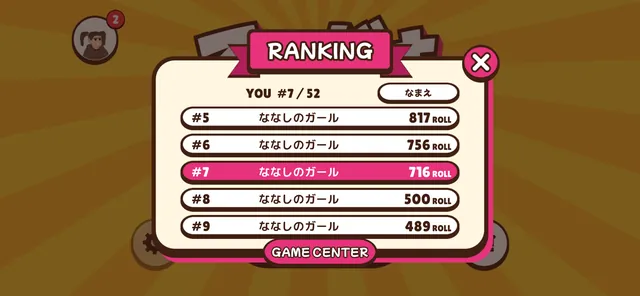 2
RANKING
YOU #7/52
なまえ
#5 ななしのガール 817 ROLL
#6 ななしのガール 756 ROLL
#7 ななしのガール 716 ROLL
#8 ななしのガール 500 ROLL
#9 ななしのガール 489 ROLL
GAME CENTER